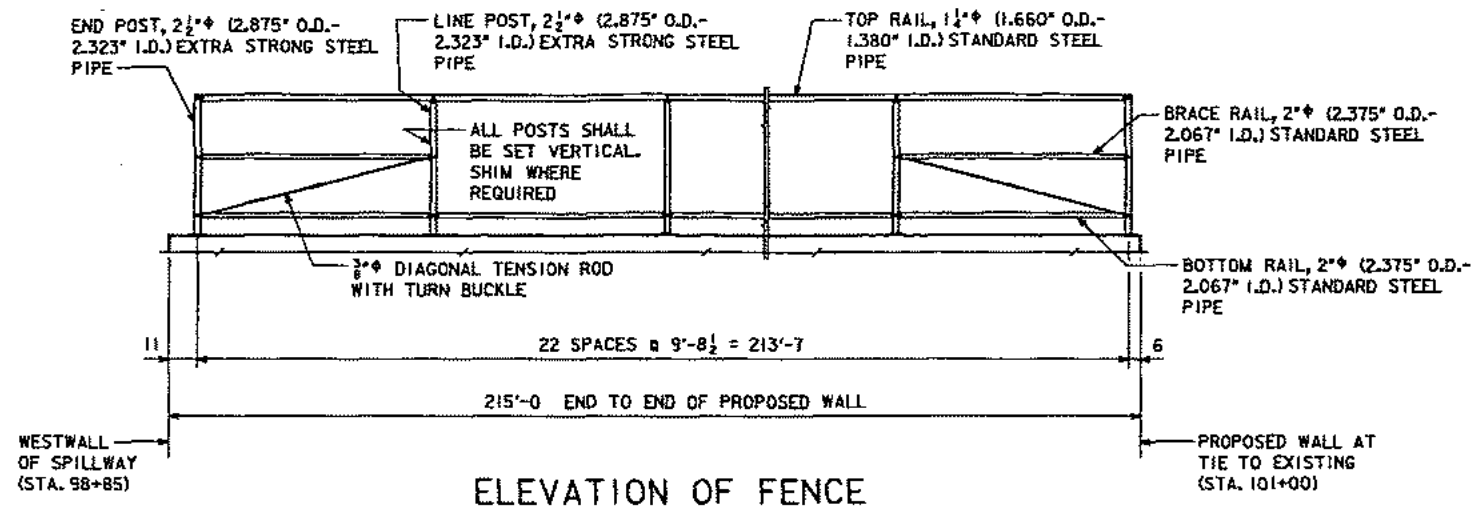 END POST, 2½"Φ (2.875" O.D.-
2.323" I.D.) EXTRA STRONG STEEL
PIPE
LINE POST, 2½"Φ (2.875" O.D.-
2.323" I.D.) EXTRA STRONG STEEL
PIPE
TOP RAIL, 1¼"Φ (1.660" O.D.-
1.380" I.D.) STANDARD STEEL
PIPE
ALL POSTS SHALL
BE SET VERTICAL.
SHIM WHERE
REQUIRED
BRACE RAIL, 2"Φ (2.375" O.D.-
2.067" I.D.) STANDARD STEEL
PIPE
⅜"Φ DIAGONAL TENSION ROD
WITH TURN BUCKLE
BOTTOM RAIL, 2"Φ (2.375" O.D.-
2.067" I.D.) STANDARD STEEL
PIPE
11
22 SPACES @ 9'-8½ = 213'-7
6
215'-0 END TO END OF PROPOSED WALL
WESTWALL
OF SPILLWAY
(STA. 98+85)
PROPOSED WALL AT
TIE TO EXISTING
(STA. 101+00)
ELEVATION OF FENCE